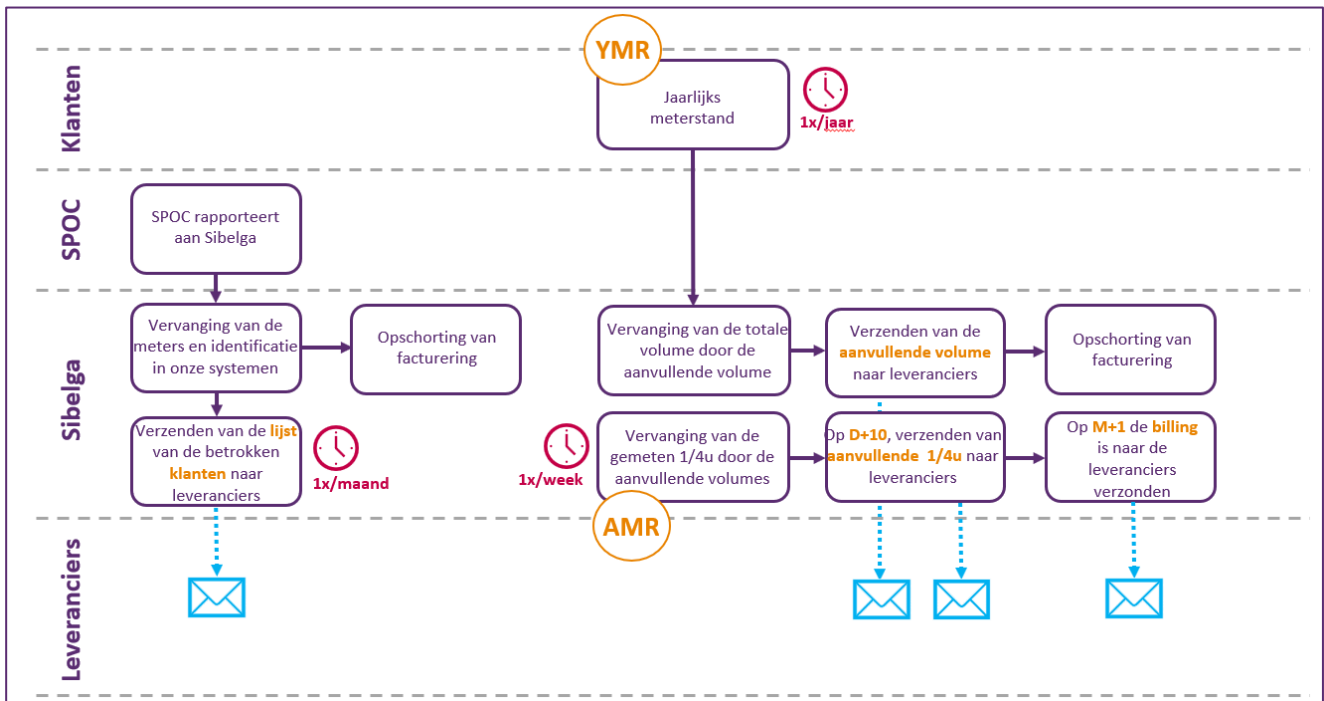 YMR
Klanten
Jaarlijks
meterstand
1x/jaar
SPOC
SPOC rapporteert
aan Sibelga
Sibelga
Vervanging van de
meters en identificatie
in onze systemen
Opschorting van
facturering
Vervanging van de totale
volume door de
aanvullende volume
Verzenden van de
aanvullende volume
naar leveranciers
Opschorting van
facturering
Verzenden van de lijst
van de betrokken
klanten naar
leveranciers
1x/maand
1x/week
Vervanging van de
gemeten 1/4u door de
aanvullende volumes
Op D+10, verzenden van
aanvullende 1/4u naar
leveranciers
Op M+1 de billing
is naar de
leveranciers
verzonden
AMR
Leveranciers